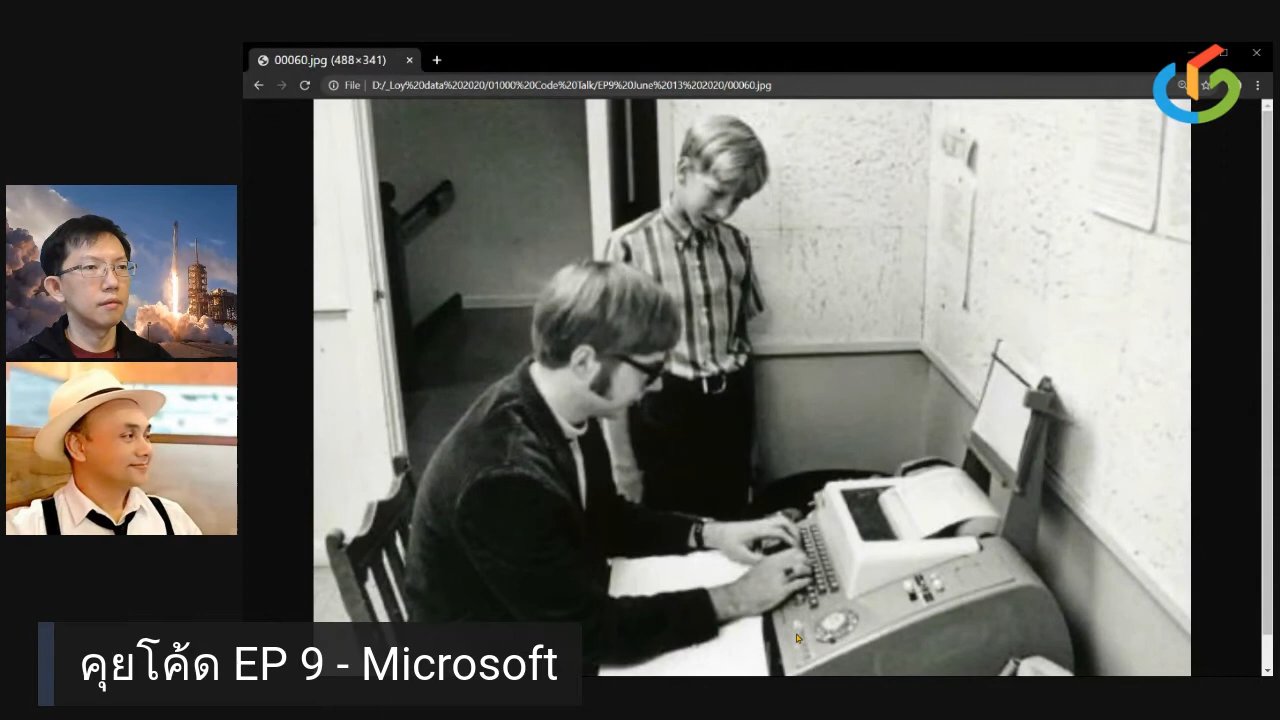 00060.jpg (488×341)
File | D:/_Loy%20data%202020/01000%20Code%20Talk/EP9%20June%2013%202020/00060.jpg
คุยโค้ด EP 9 - Microsoft